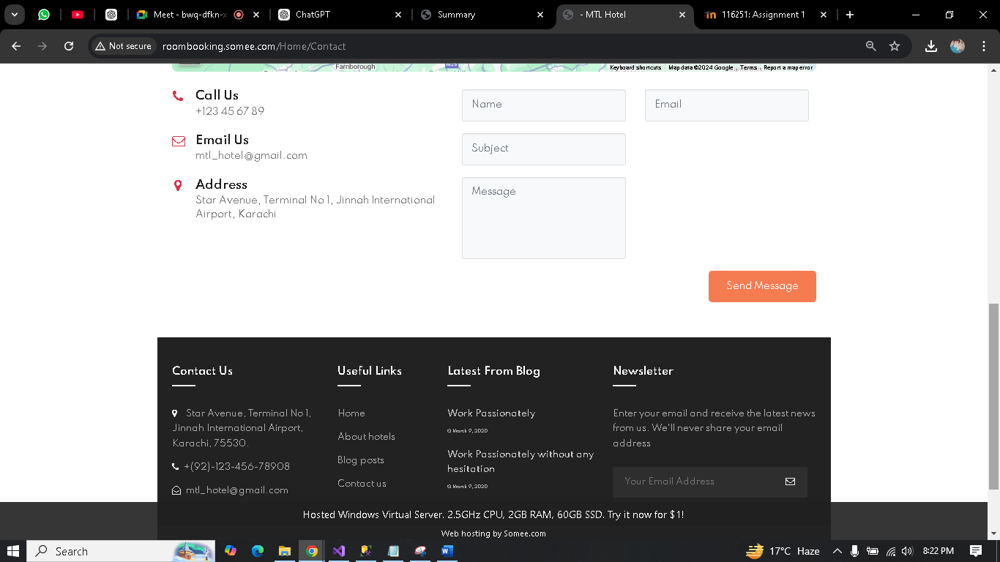 Meet - bwq-dfkn-x
ChatGPT
Summary
- MTL Hotel
116251: Assignment 1
Not secure
roombooking.somee.com/Home/Contact
Farnborough
M25
Keyboard shortcuts
Map data ©2024 Google
Terms
Report a map error
Call Us
+123 45 67 89
Name
Email
Email Us
mtl_hotel@gmail.com
Subject
Address
Star Avenue, Terminal No 1, Jinnah International
Airport, Karachi
Message
Send Message
Contact Us
Star Avenue, Terminal No 1,
Jinnah International Airport,
Karachi, 75530.
+(92)-123-456-78908
mtl_hotel@gmail.com
Useful Links
Home
About hotels
Blog posts
Contact us
Latest From Blog
Work Passionately
March 9, 2020
Work Passionately without any
hesitation
March 9, 2020
Newsletter
Enter your email and receive the latest news
from us. We'll never share your email
address
Your Email Address
Hosted Windows Virtual Server. 2.5GHz CPU, 2GB RAM, 60GB SSD. Try it now for $1!
Web hosting by Somee.com
Search
17°C Haze
8:22 PM